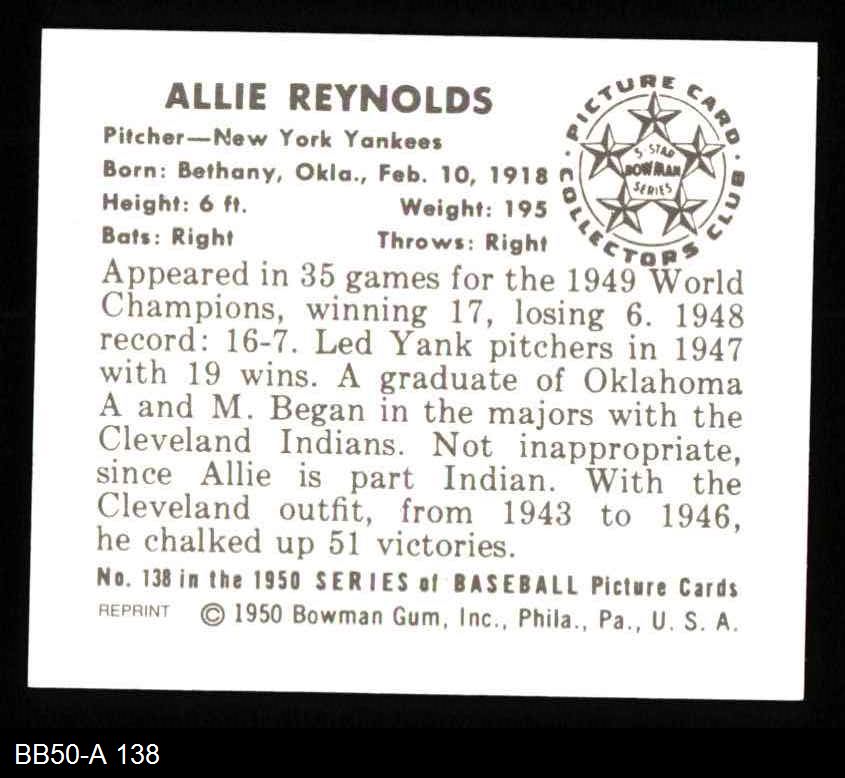 ALLIE REYNOLDS
Pitcher—New York Yankees
Born: Bethany, Okla., Feb. 10, 1918
Height: 6 ft. Weight: 195
Bats: Right Throws: Right
· PICTURE CARD · COLLECTORS CLUB
5-STAR
BOWMAN
SERIES
Appeared in 35 games for the 1949 World
Champions, winning 17, losing 6. 1948
record: 16-7. Led Yank pitchers in 1947
with 19 wins. A graduate of Oklahoma
A and M. Began in the majors with the
Cleveland Indians. Not inappropriate,
since Allie is part Indian. With the
Cleveland outfit, from 1943 to 1946,
he chalked up 51 victories.
No. 138 in the 1950 SERIES of BASEBALL Picture Cards
REPRINT © 1950 Bowman Gum, Inc., Phila., Pa., U. S. A.
BB50-A 138